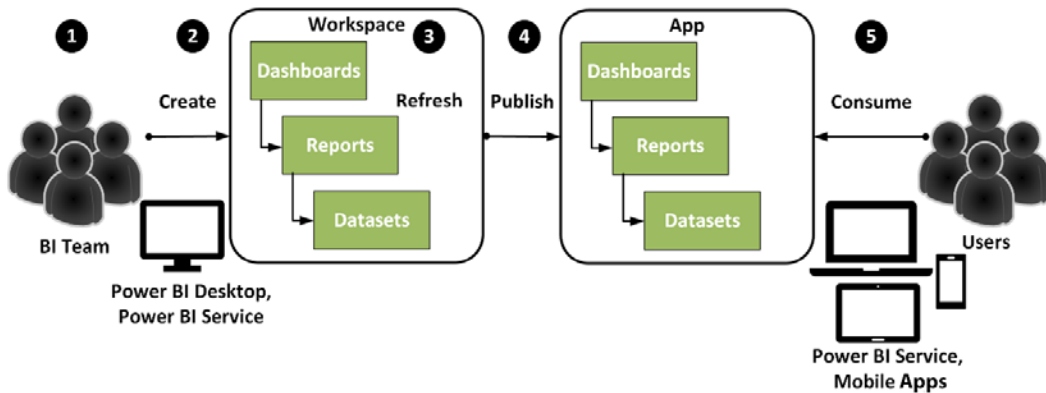 1
2
Workspace
3
4
App
5
Dashboards
Dashboards
Create
Refresh
Publish
Consume
Reports
Reports
Datasets
Datasets
BI Team
Users
Power BI Desktop,
Power BI Service
Power BI Service,
Mobile Apps